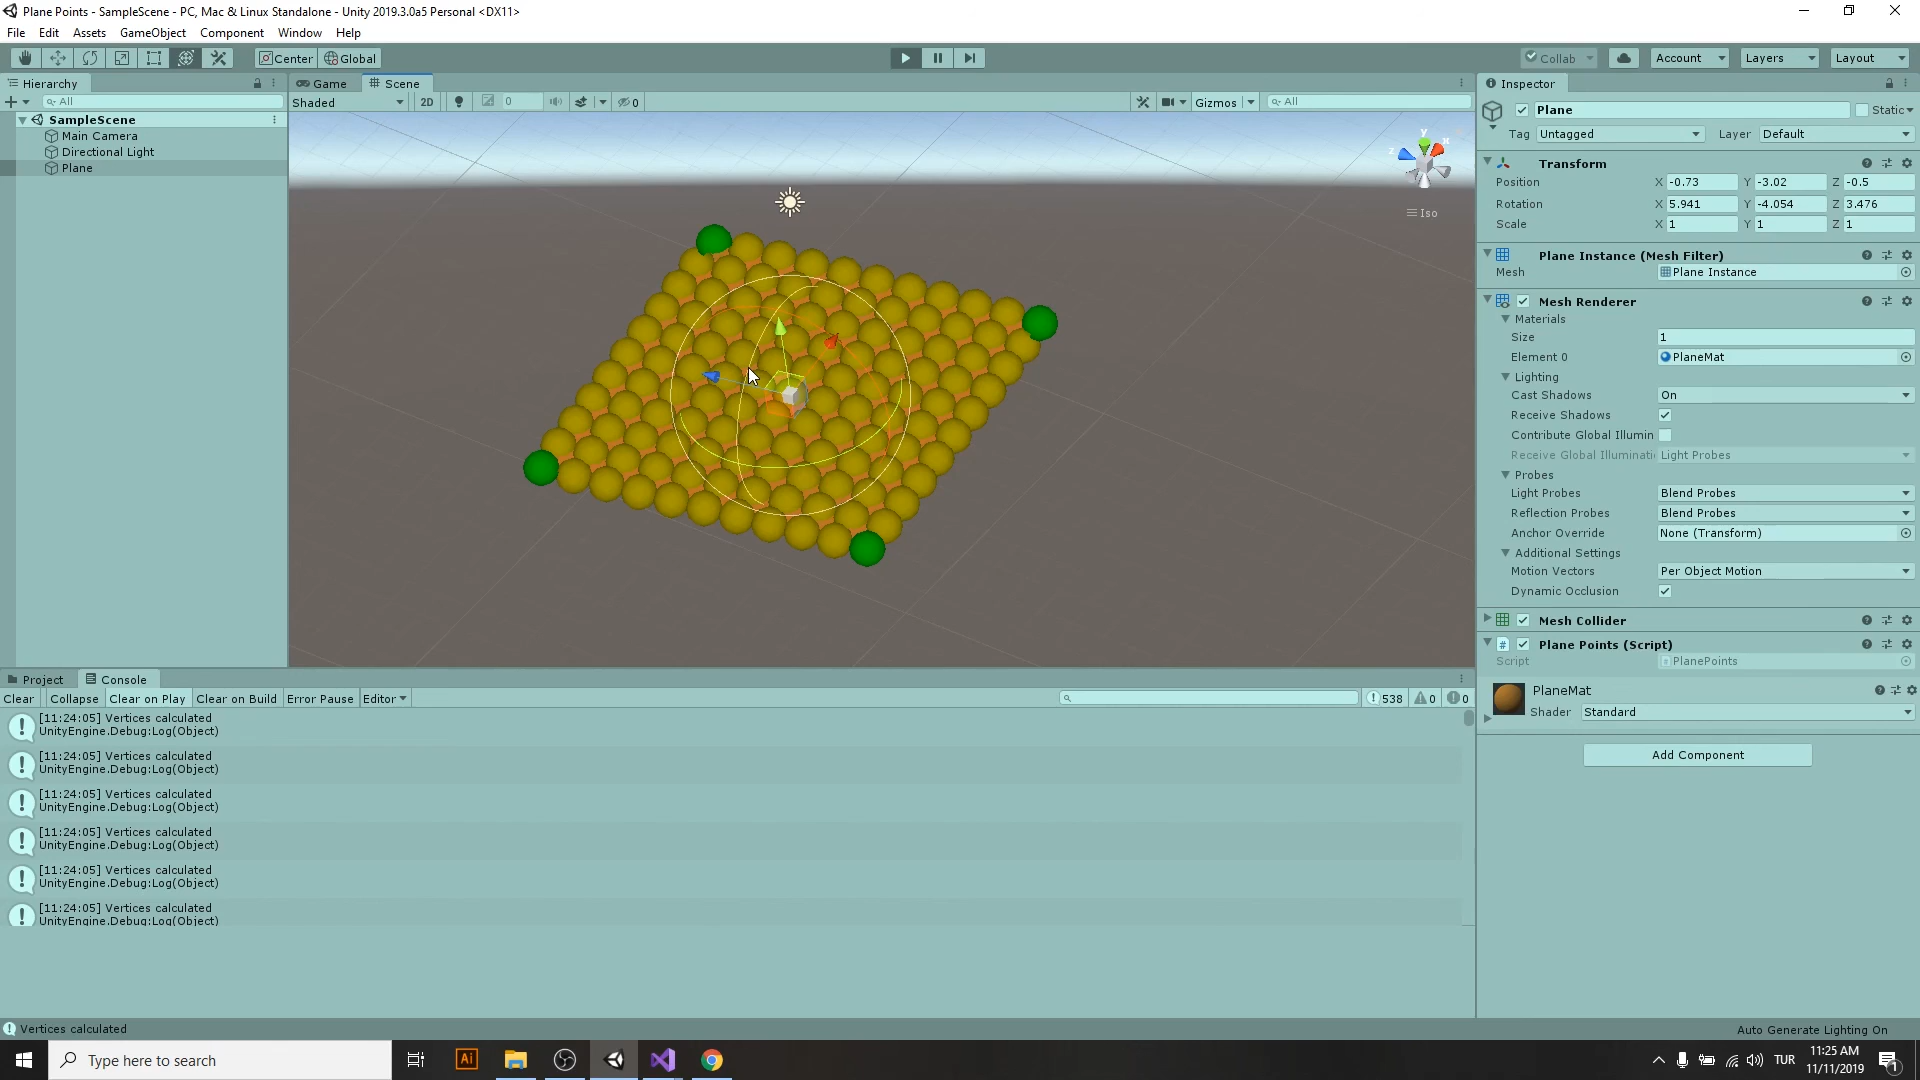 Plane Points - SampleScene - PC, Mac & Linux Standalone - Unity 2019.3.0a5 Personal <DX11>
File Edit Assets GameObject Component Window Help
Center Global
Collab Account Layers Layout
Hierarchy
All
SampleScene
Main Camera
Directional Light
Plane
Game Scene
Shaded 2D 0 0 Gizmos All
y
x
z
Iso
Inspector
Plane Static
Tag Untagged Layer Default
Transform
Position X -0.73 Y -3.02 Z -0.5
Rotation X 5.941 Y -4.054 Z 3.476
Scale X 1 Y 1 Z 1
Plane Instance (Mesh Filter)
Mesh Plane Instance
Mesh Renderer
Materials
Size 1
Element 0 PlaneMat
Lighting
Cast Shadows On
Receive Shadows
Contribute Global Illumin
Receive Global Illuminati Light Probes
Probes
Light Probes Blend Probes
Reflection Probes Blend Probes
Anchor Override None (Transform)
Additional Settings
Motion Vectors Per Object Motion
Dynamic Occlusion
Mesh Collider
Plane Points (Script)
Script PlanePoints
PlaneMat
Shader Standard
Add Component
Project Console
Clear Collapse Clear on Play Clear on Build Error Pause Editor 538 0 0
[11:24:05] Vertices calculated
UnityEngine.Debug:Log(Object)
[11:24:05] Vertices calculated
UnityEngine.Debug:Log(Object)
[11:24:05] Vertices calculated
UnityEngine.Debug:Log(Object)
[11:24:05] Vertices calculated
UnityEngine.Debug:Log(Object)
[11:24:05] Vertices calculated
UnityEngine.Debug:Log(Object)
[11:24:05] Vertices calculated
UnityEngine.Debug:Log(Object)
Vertices calculated
Auto Generate Lighting On
Type here to search
Ai
TUR
11:25 AM
11/11/2019
1